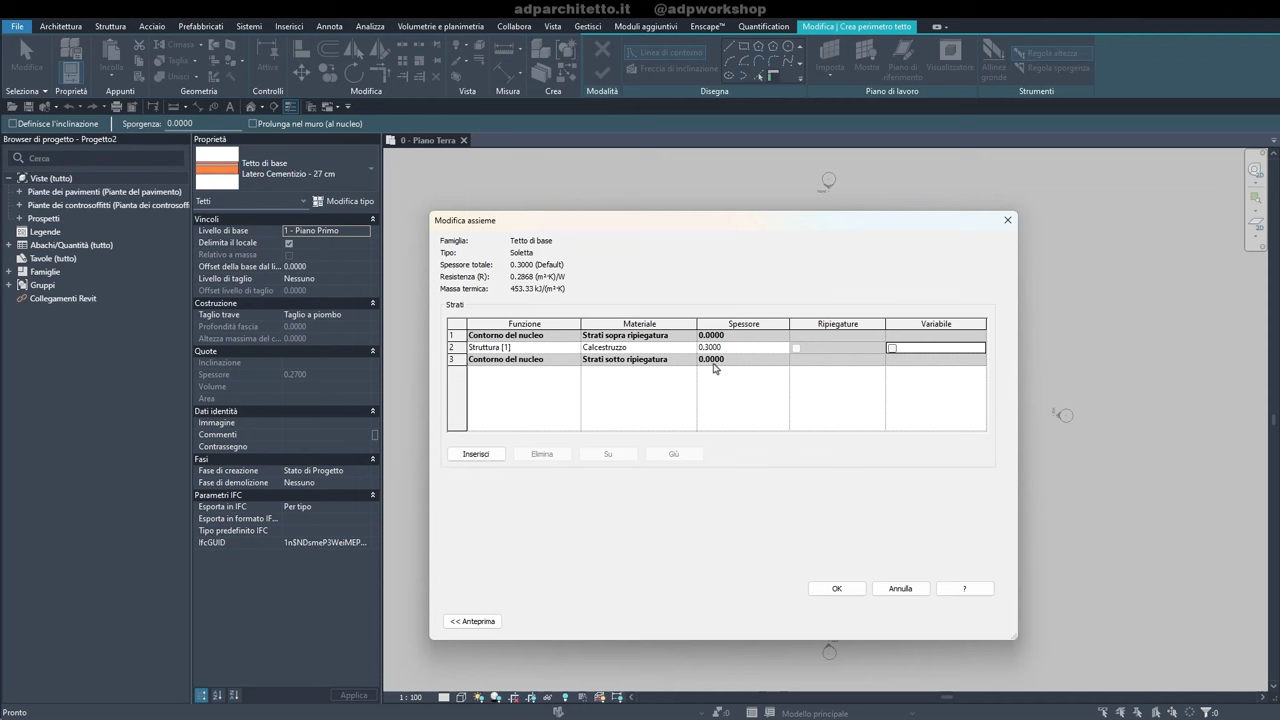 adparchitetto.it @adpworkshop
File Architettura Struttura Acciaio Prefabbricati Sistemi Inserisci Annota Analizza Volumetrie e planimetria Collabora Vista Gestisci Moduli aggiuntivi Enscape™ Quantification Modifica | Crea perimetro tetto
Modifica Incolla Cimasa Taglia Unisci Attiva Linea di contorno Freccia di inclinazione Imposta Mostra Piano di riferimento Visualizzatore Allinea gronde Regola altezza Regola sporgenza
Seleziona Proprietà Appunti Geometria Controlli Modifica Vista Misura Crea Modalità Disegna Piano di lavoro Strumenti
Definisce l'inclinazione Sporgenza: 0.0000 Prolunga nel muro (al nucleo)
Browser di progetto - Progetto2
Cerca
Viste (tutto)
Piante dei pavimenti (Piante del pavimento)
Piante dei controsoffitti (Pianta dei controsoffitti
Prospetti
Legende
Abachi/Quantità (tutto)
Tavole (tutto)
Famiglie
Gruppi
Collegamenti Revit
Proprietà
Tetto di base
Latero Cementizio - 27 cm
Tetti Modifica tipo
Vincoli
Livello di base 1 - Piano Primo
Delimita il locale
Relativo a massa
Offset della base dal li... 0.0000
Livello di taglio Nessuno
Offset livello di taglio 0.0000
Costruzione
Taglio trave Taglio a piombo
Profondità fascia 0.0000
Altezza massima del c... 0.0000
Quote
Inclinazione
Spessore 0.2700
Volume
Area
Dati identità
Immagine
Commenti
Contrassegno
Fasi
Fase di creazione Stato di Progetto
Fase di demolizione Nessuno
Parametri IFC
Esporta in IFC Per tipo
Esporta in formato IF...
Tipo predefinito IFC
IfcGUID 1n$NDsmeP3WeiMEP...
Applica
0 - Piano Terra
Modifica assieme
Famiglia: Tetto di base
Tipo: Soletta
Spessore totale: 0.3000 (Default)
Resistenza (R): 0.2868 (m²·K)/W
Massa termica: 453.33 kJ/(m²·K)
Strati
Funzione Materiale Spessore Ripiegature Variabile
1 Contorno del nucleo Strati sopra ripiegatura 0.0000
2 Struttura [1] Calcestruzzo 0.3000
3 Contorno del nucleo Strati sotto ripiegatura 0.0000
Inserisci Elimina Su Giù
OK Annulla ?
<< Anteprima
1 : 100
Pronto :0 Modello principale :0